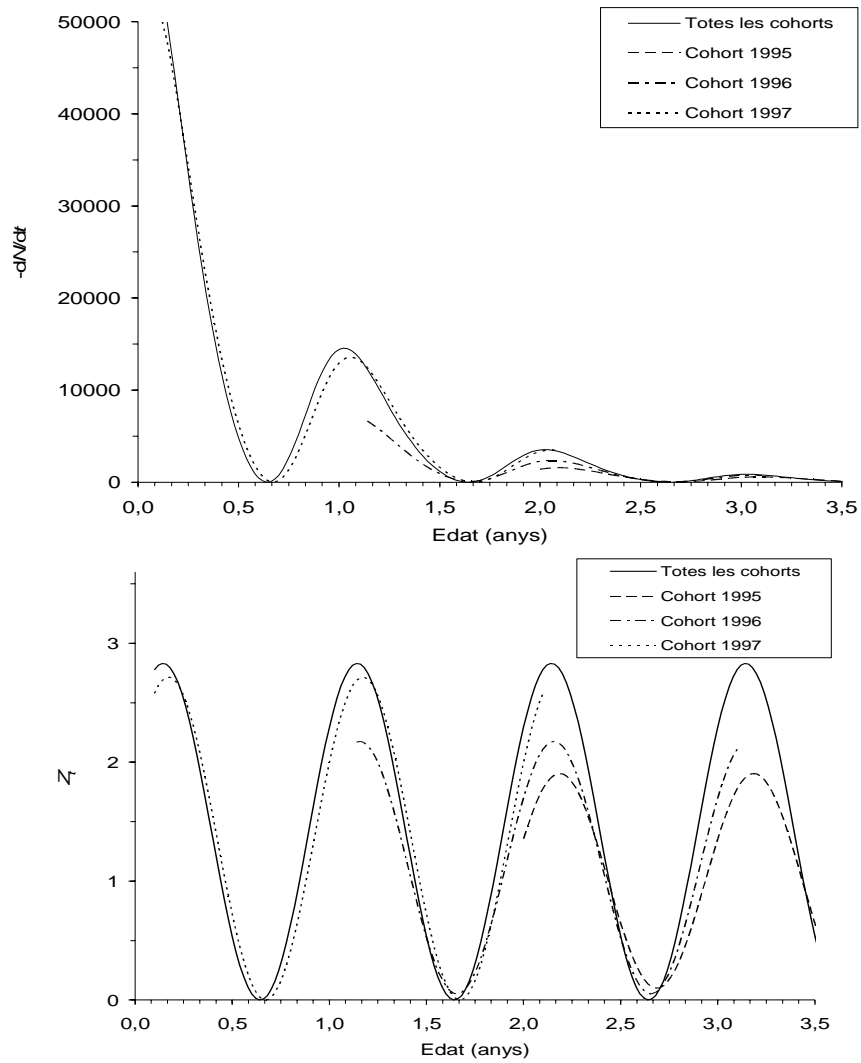 50000
40000
30000
20000
10000
0
-dN/dt
0,0 0,5 1,0 1,5 2,0 2,5 3,0 3,5
Edat (anys)
Totes les cohorts
Cohort 1995
Cohort 1996
Cohort 1997
3
2
1
0
Zt
0,0 0,5 1,0 1,5 2,0 2,5 3,0 3,5
Edat (anys)
Totes les cohorts
Cohort 1995
Cohort 1996
Cohort 1997